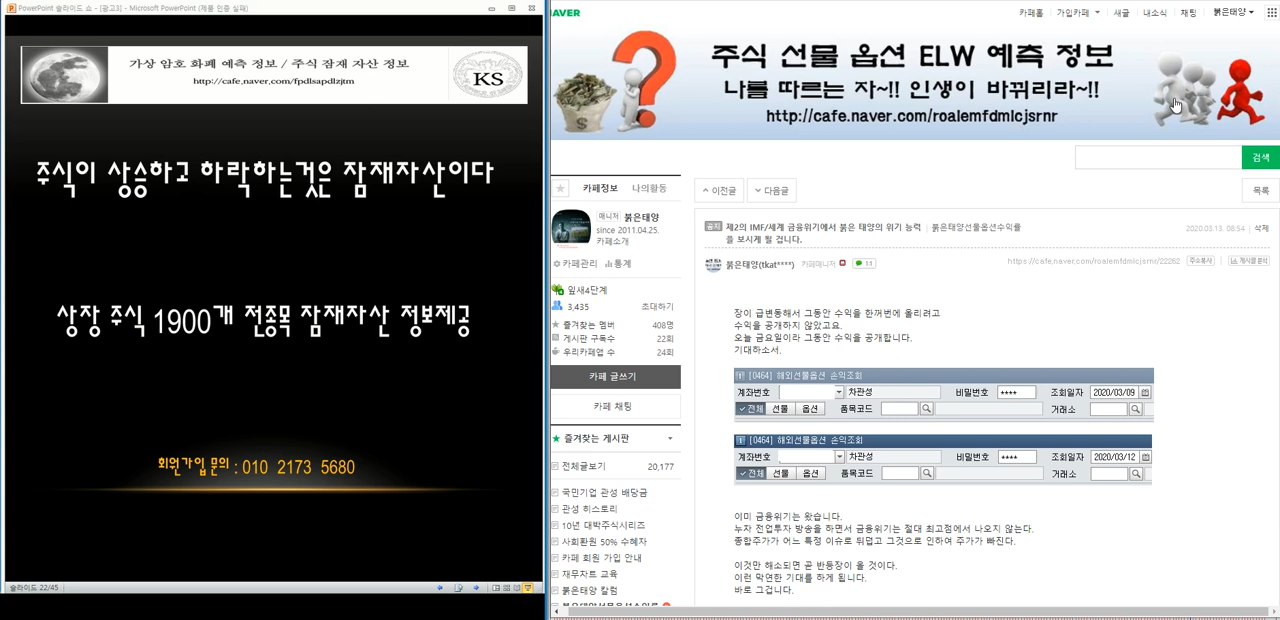 PowerPoint 슬라이드 쇼 - [광고3] - Microsoft PowerPoint (제품 인증 실패)
가상 암호 화폐 예측 정보 / 주식 잠재 자산 정보
http://cafe.naver.com/fpdlsapdlzjtm
KS
주식이 상승하고 하락하는것은 잠재자산이다
상장 주식 1900개 전종목 잠재자산 정보제공
회원가입 문의 : 010 2173 5680
슬라이드 22/45
NAVER
카페홈
가입카페
새글
내소식
채팅
붉은태양
주식 선물 옵션 ELW 예측 정보
나를 따르는 자~!! 인생이 바뀌리라~!!
http://cafe.naver.com/roalemfdmlcjsrnr
검색
카페정보
나의활동
매니저 붉은태양
since 2011.04.25.
카페소개
카페관리
통계
잎새4단계
3,435
초대하기
즐겨찾는 멤버
408명
게시판 구독수
22회
우리카페앱 수
24회
카페 글쓰기
카페 채팅
즐겨찾는 게시판
전체글보기
20,177
국민기업 관성 배당금
관성 히스토리
10년 대박주식시리즈
사회환원 50% 수혜자
카페 회원 가입 안내
재무차트 교육
붉은태양 칼럼
붉은태양선물옵션수익률
이전글
다음글
목록
공지 제2의 IMF/세계 금융위기에서 붉은 태양의 위기 능력 | 붉은태양선물옵션수익률
을 보시게 될 겁니다.
2020.03.13. 08:54
삭제
붉은태양(tkat****)
카페매니저
11
https://cafe.naver.com/roalemfdmlcjsrnr/22262
주소복사
게시물 분석
장이 급변동해서 그동안 수익을 한꺼번에 올리려고
수익을 공개하지 않았고요.
오늘 금요일이라 그동안 수익을 공개합니다.
기대하소서.
[0464] 해외선물옵션 손익조회
계좌번호
차관성
비밀번호
****
조회일자
2020/03/09
전체
선물
옵션
품목코드
거래소
[0464] 해외선물옵션 손익조회
계좌번호
차관성
비밀번호
****
조회일자
2020/03/12
전체
선물
옵션
품목코드
거래소
이미 금융위기는 왔습니다.
누차 전업투자 방송을 하면서 금융위기는 절대 최고점에서 나오지 않는다.
종합주가가 어느 특정 이슈로 뒤덥고 그것으로 인하여 주가가 빠진다.
이것만 해소되면 곧 반등장이 올 것이다.
이런 막연한 기대를 하게 됩니다.
바로 그겁니다.